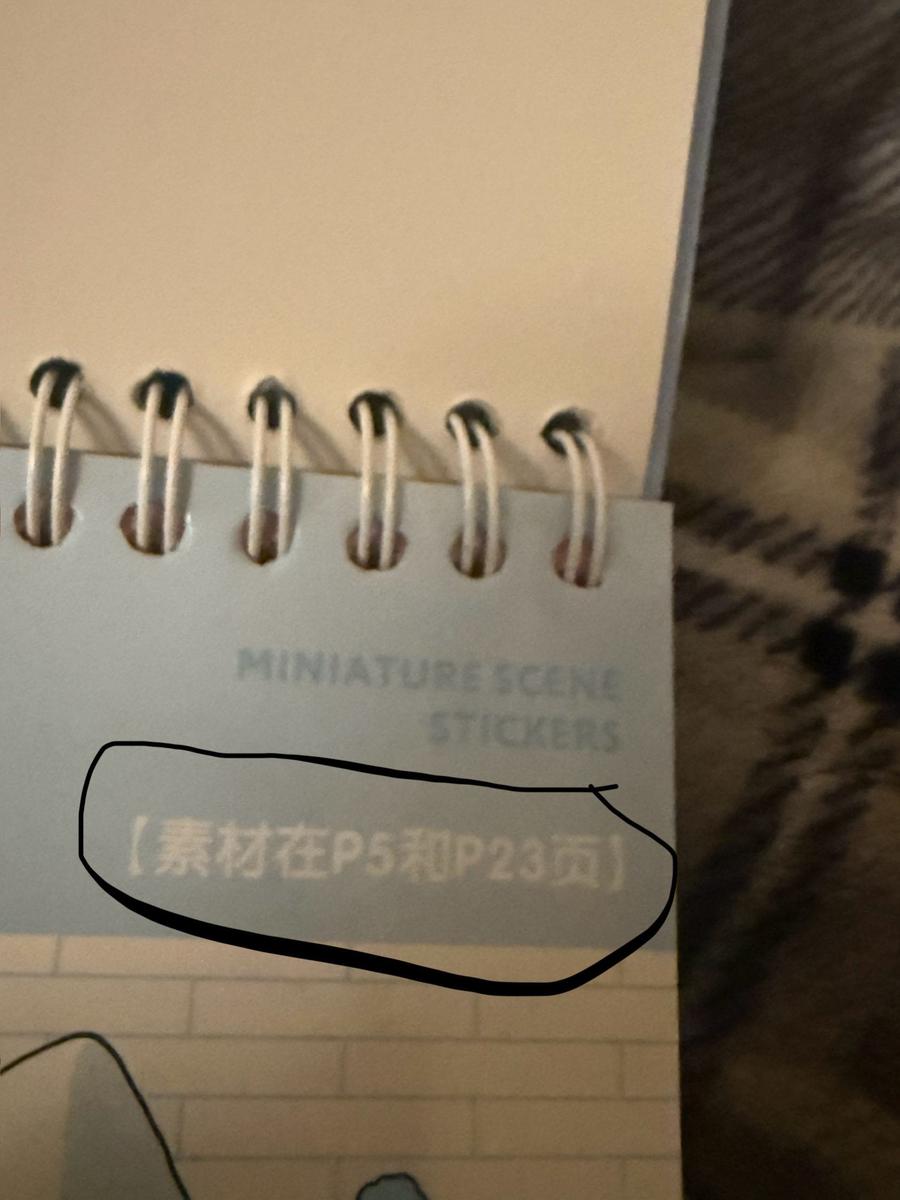 MINIATURE SCENE
STICKERS
【素材在P5和P23页】